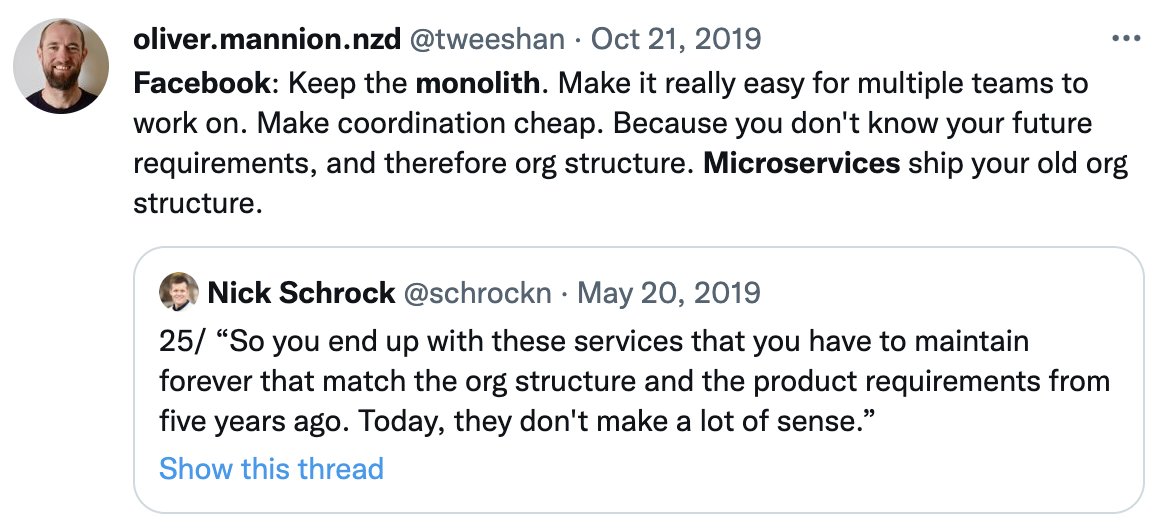 oliver.mannion.nzd @tweeshan · Oct 21, 2019
Facebook: Keep the monolith. Make it really easy for multiple teams to
work on. Make coordination cheap. Because you don't know your future
requirements, and therefore org structure. Microservices ship your old org
structure.
Nick Schrock @schrockn · May 20, 2019
25/ “So you end up with these services that you have to maintain
forever that match the org structure and the product requirements from
five years ago. Today, they don't make a lot of sense.”
Show this thread